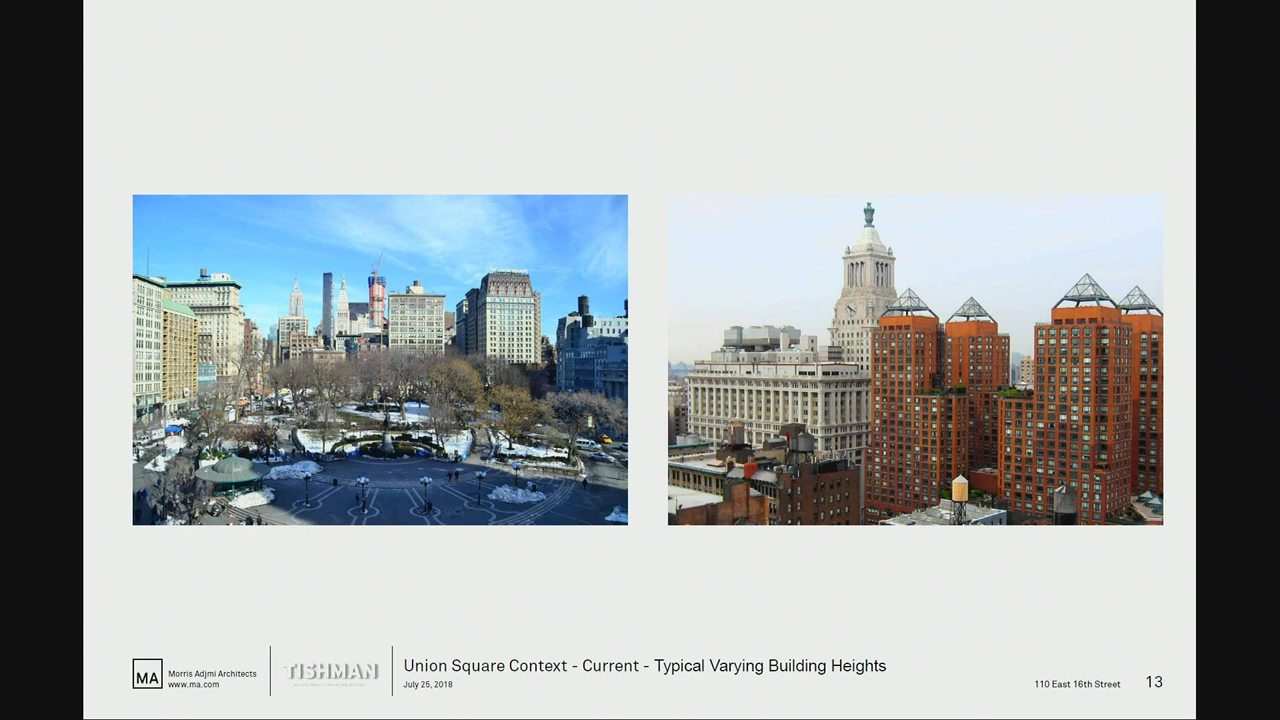 MA
Morris Adjmi Architects
www.ma.com
TISHMAN
Union Square Context - Current - Typical Varying Building Heights
July 25, 2018
110 East 16th Street
13